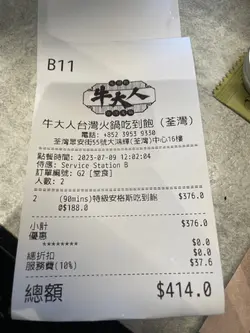 B11
牛大人
牛大人台灣火鍋吃到飽（荃灣）
電話: +852 3953 9330
荃灣眾安街55號大鴻輝(荃灣)中心16樓
點餐時間: 2023-07-09 12:02:04
侍應: Service Station B
訂單編號: G2 [堂食]
人數: 2
2 (90mins)特級安格斯吃到飽 $376.0
@$188.0
小計 $376.0
優惠
******** $0.0
總折扣 $0.0
服務費(10%) $37.6
總額 $414.0